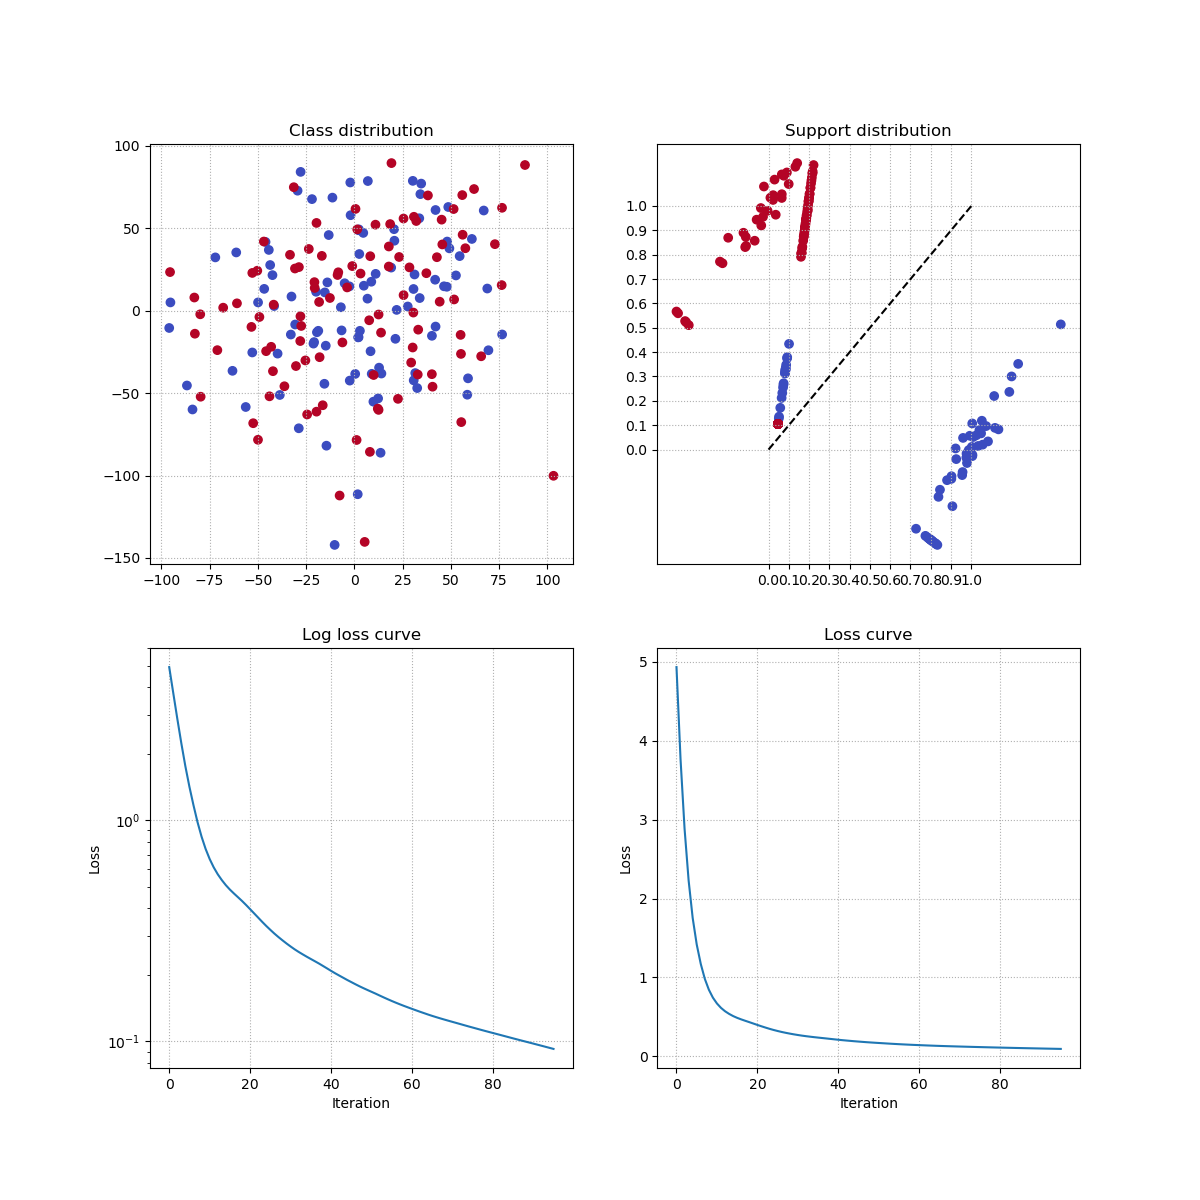 Class distribution
100
50
0
−50
−100
−150
−100 −75 −50 −25 0 25 50 75 100
Support distribution
1.0
0.9
0.8
0.7
0.6
0.5
0.4
0.3
0.2
0.1
0.0
0.00.10.20.30.40.50.60.70.80.91.0
Log loss curve
Loss
10⁰
10⁻¹
0 20 40 60 80
Iteration
Loss curve
Loss
5
4
3
2
1
0
0 20 40 60 80
Iteration